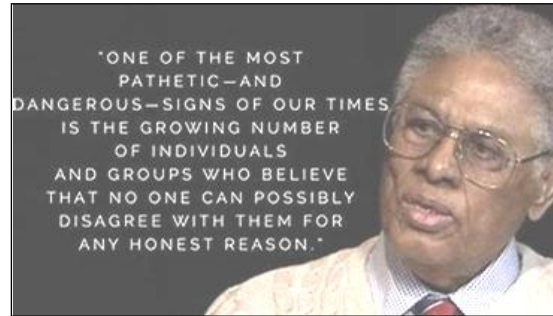 "ONE OF THE MOST
PATHETIC—AND
DANGEROUS—SIGNS OF OUR TIMES
IS THE GROWING NUMBER
OF INDIVIDUALS
AND GROUPS WHO BELIEVE
THAT NO ONE CAN POSSIBLY
DISAGREE WITH THEM FOR
ANY HONEST REASON."